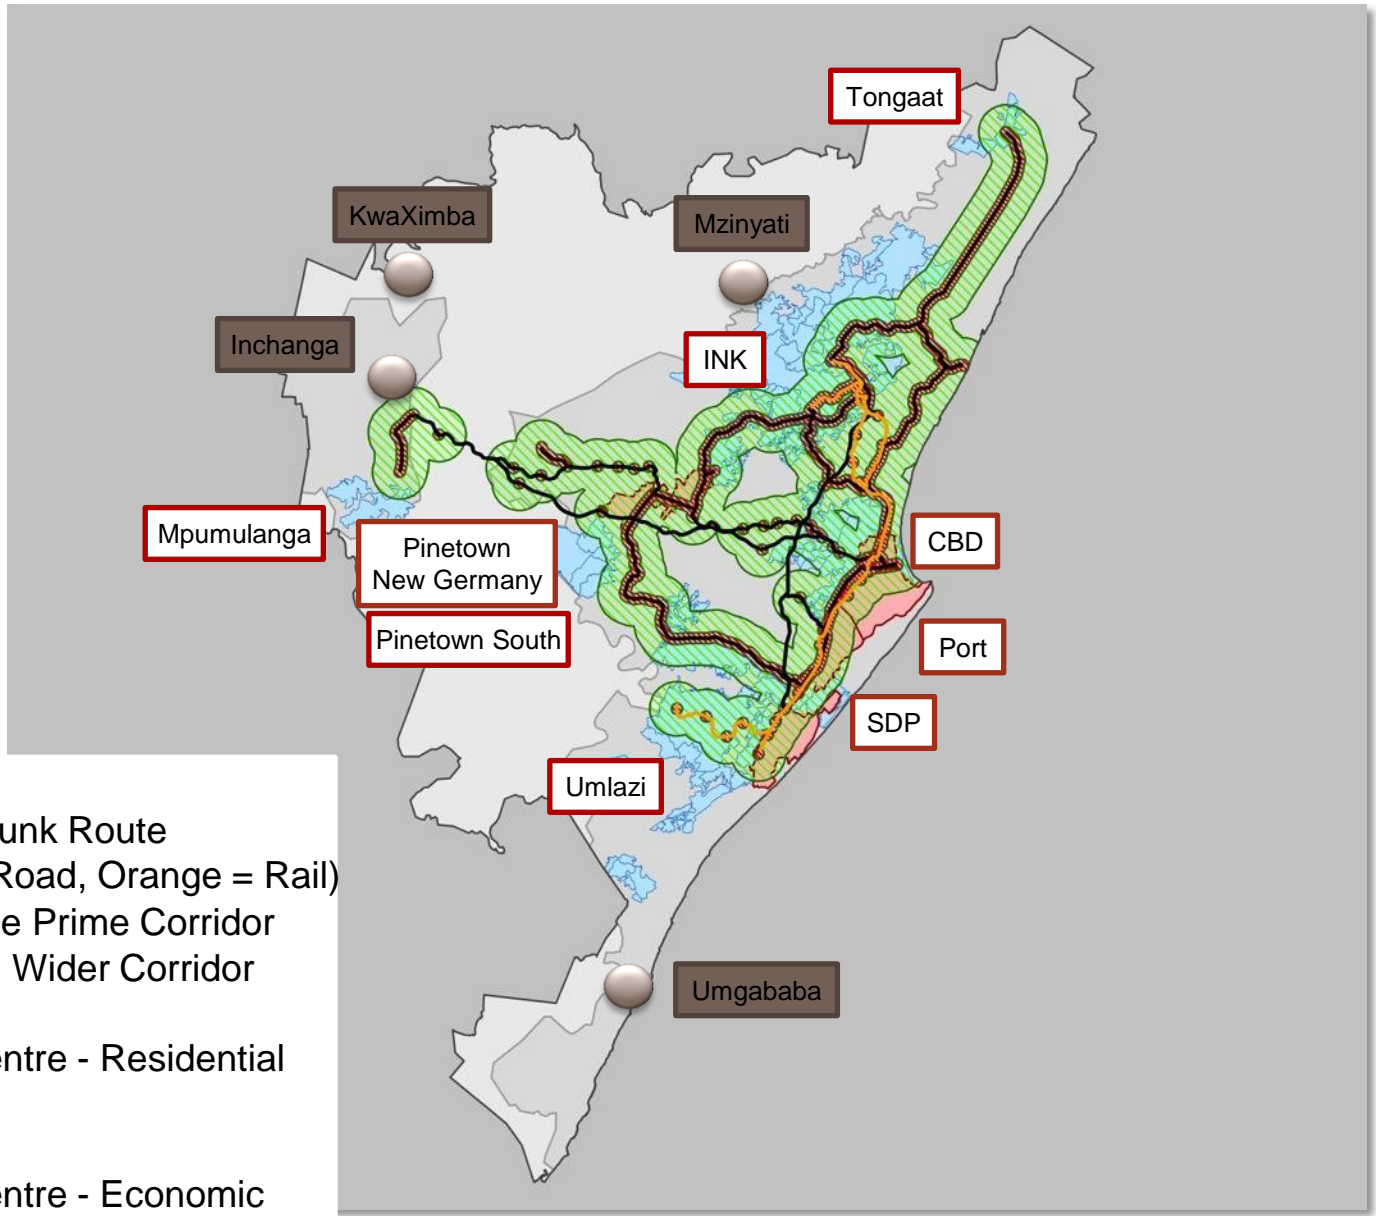 Tongaat
KwaXimba
Mzinyati
Inchanga
INK
Mpumulanga
Pinetown
New Germany
CBD
Pinetown South
Port
SDP
Umlazi
unk Route
Road, Orange = Rail)
e Prime Corridor
Wider Corridor
Umgababa
entre - Residential
entre - Economic